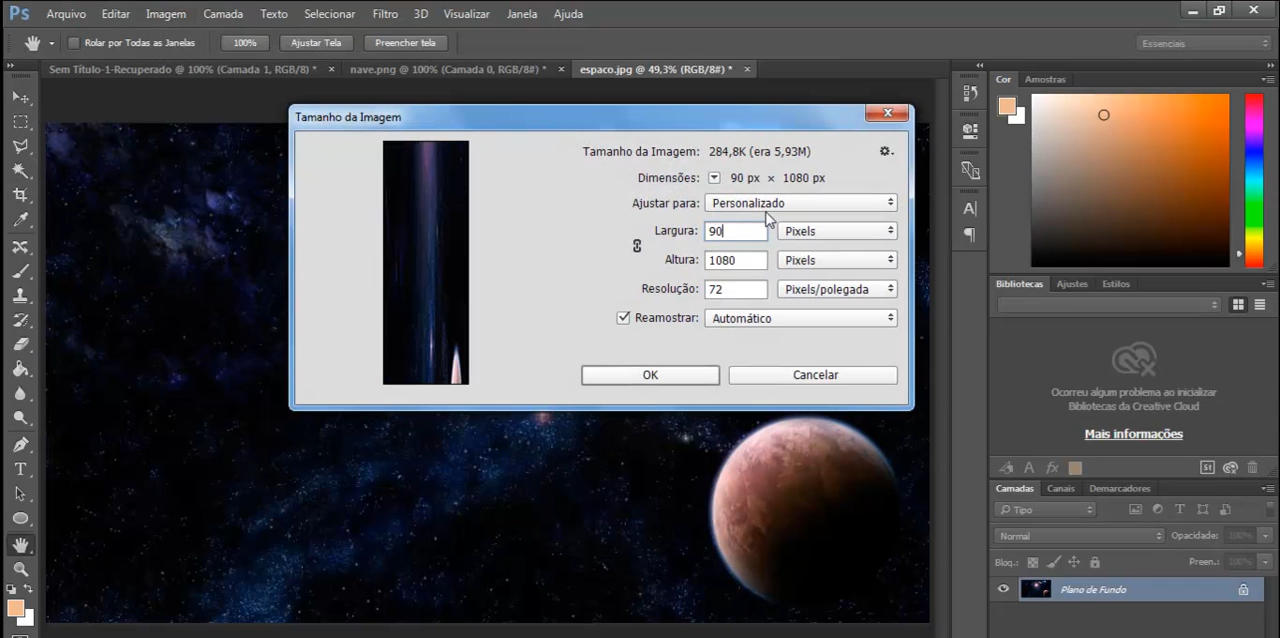 Ps Arquivo Editar Imagem Camada Texto Selecionar Filtro 3D Visualizar Janela Ajuda
Rolar por Todas as Janelas 100% Ajustar Tela Preencher tela Essenciais
Sem Título-1-Recuperado @ 100% (Camada 1, RGB/8) * × nave.png @ 100% (Camada 0, RGB/8#) * × espaco.jpg @ 49,3% (RGB/8#) * ×
Cor Amostras
Tamanho da Imagem
Tamanho da Imagem: 284,8K (era 5,93M)
Dimensões: 90 px × 1080 px
Ajustar para: Personalizado
Largura: 90 Pixels
Altura: 1080 Pixels
Resolução: 72 Pixels/polegada
Reamostrar: Automático
OK Cancelar
Bibliotecas Ajustes Estilos
Ocorreu algum problema ao inicializar
Bibliotecas da Creative Cloud
Mais informações
A fx St
Camadas Canais Demarcadores
Tipo
Normal Opacidade: 100%
Bloq.: Preen.: 100%
Plano de Fundo